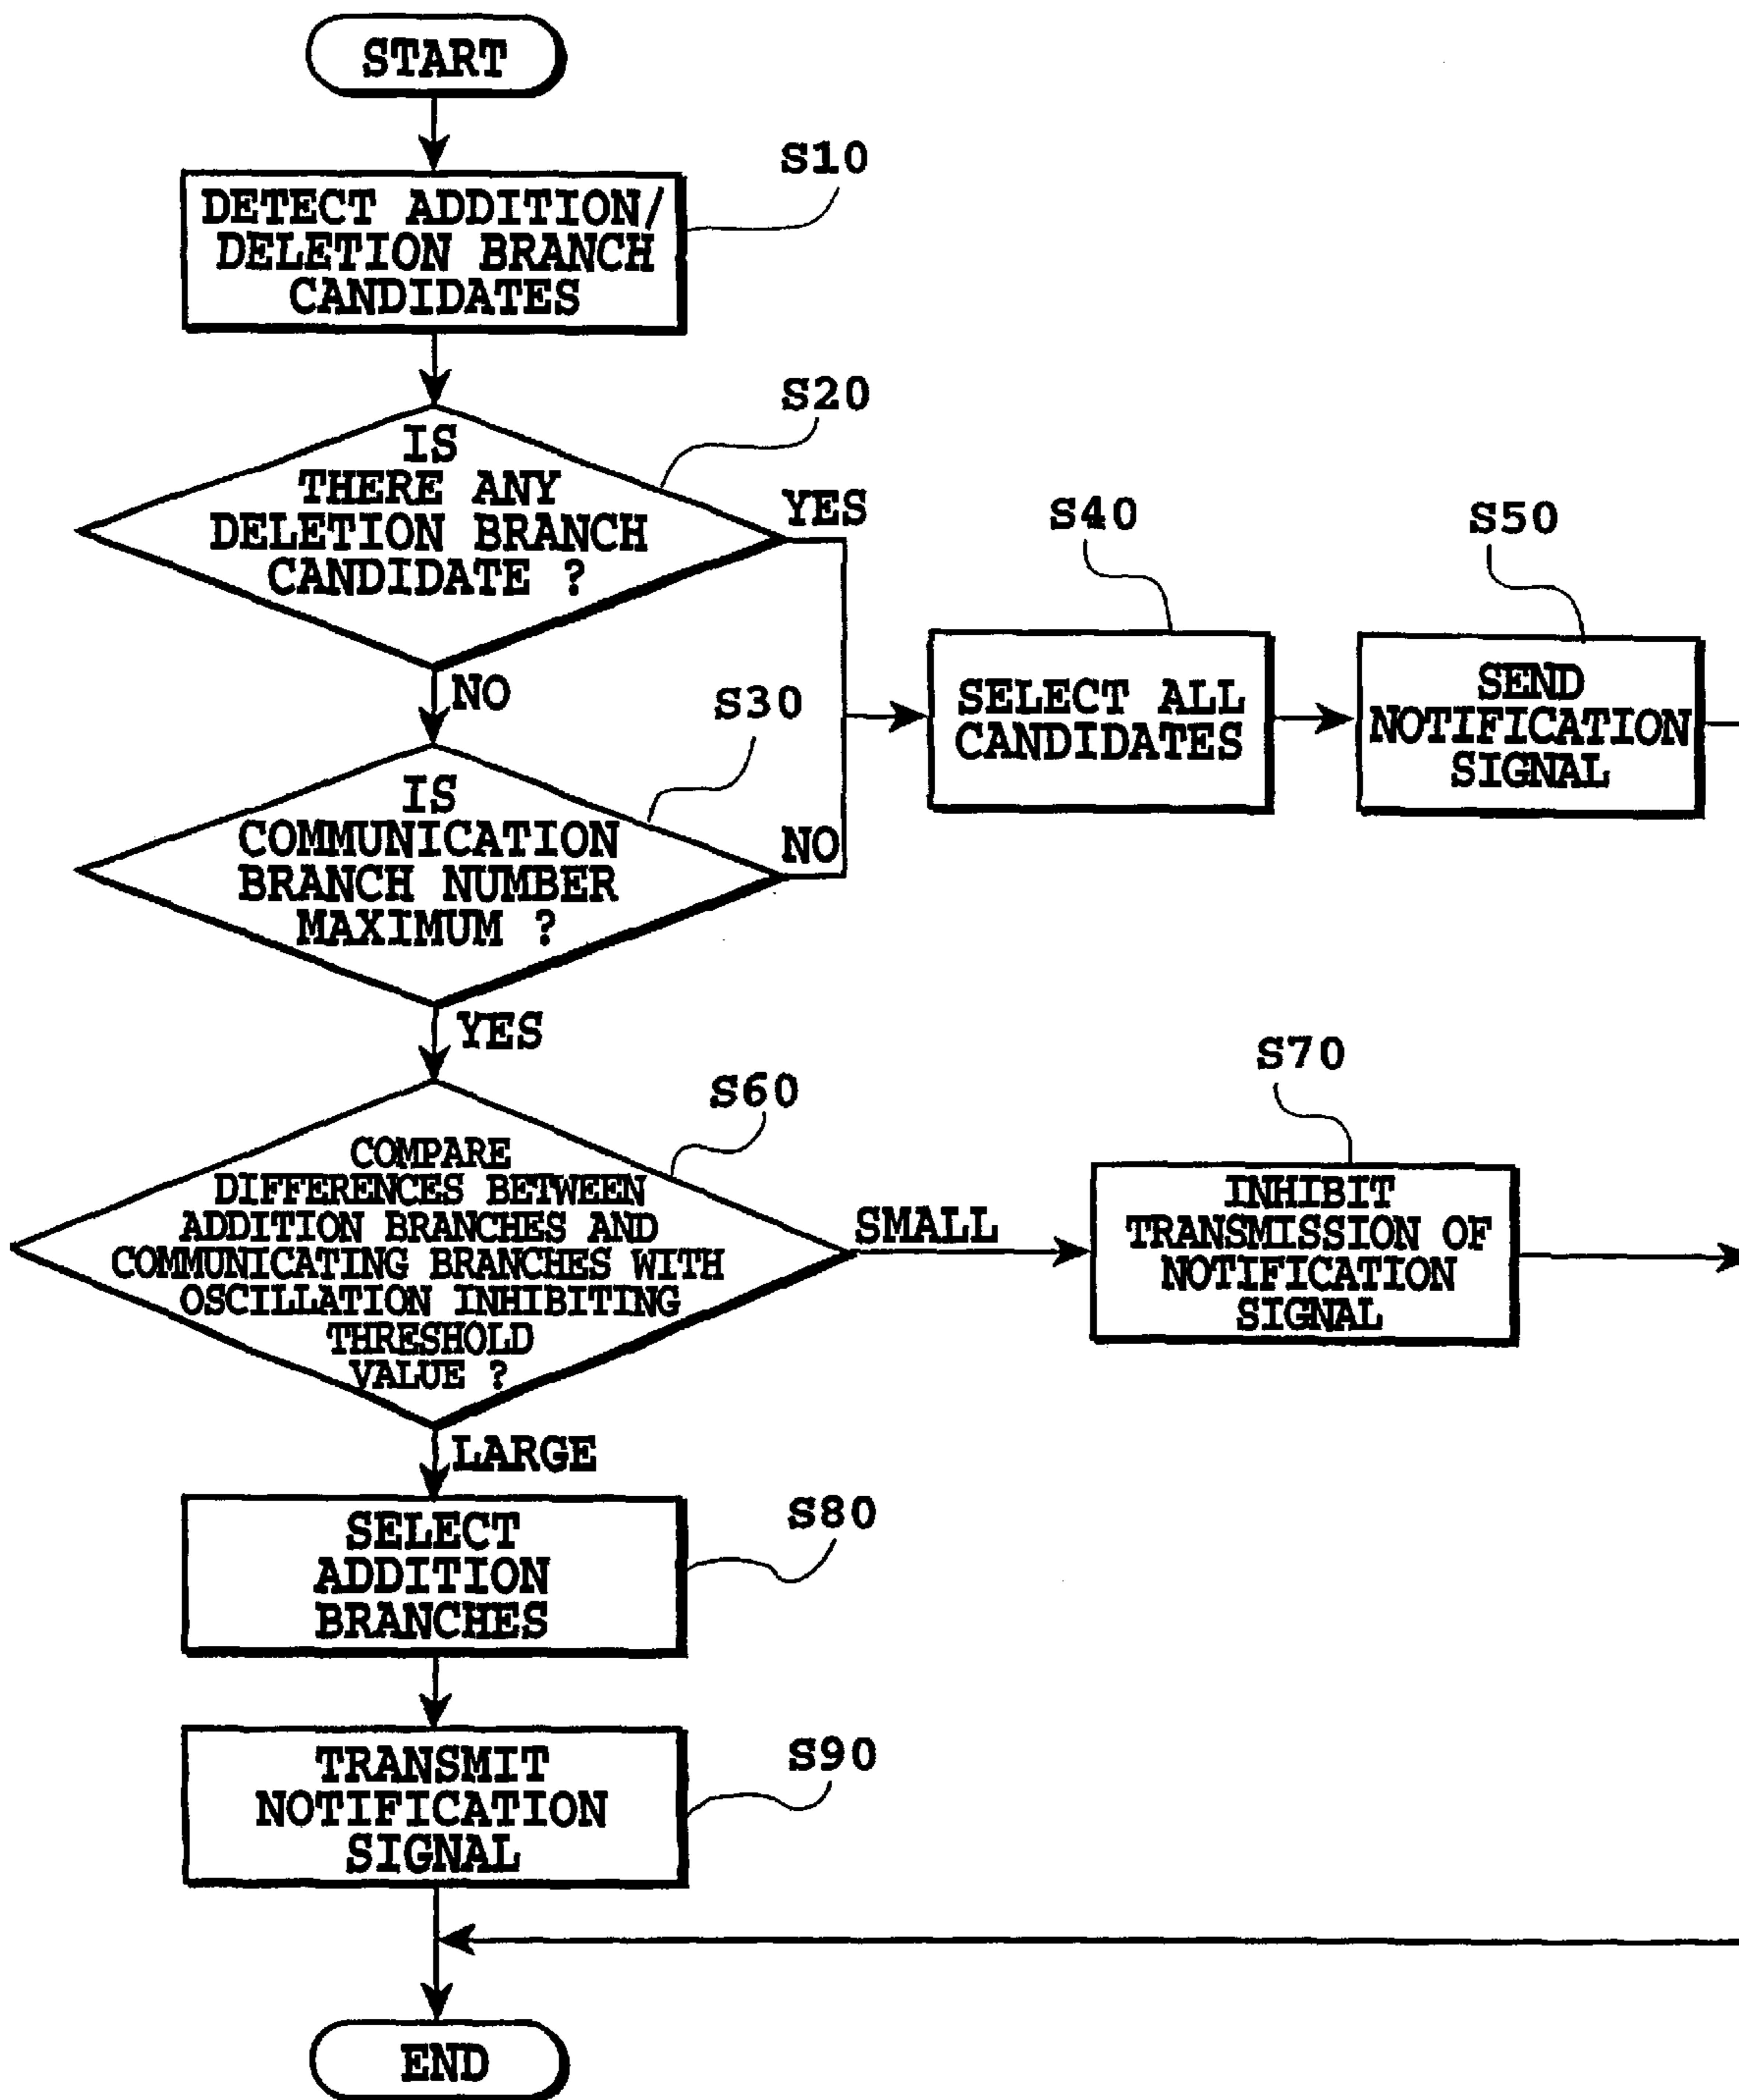 START
S10
DETECT ADDITION/
DELETION BRANCH
CANDIDATES
S20
IS
THERE ANY
DELETION BRANCH
CANDIDATE ?
YES
NO
S40
SELECT ALL
CANDIDATES
S50
SEND
NOTIFICATION
SIGNAL
S30
IS
COMMUNICATION
BRANCH NUMBER
MAXIMUM ?
NO
YES
S60
COMPARE
DIFFERENCES BETWEEN
ADDITION BRANCHES AND
COMMUNICATING BRANCHES WITH
OSCILLATION INHIBITING
THRESHOLD
VALUE ?
SMALL
S70
INHIBIT
TRANSMISSION OF
NOTIFICATION
SIGNAL
LARGE
S80
SELECT
ADDITION
BRANCHES
S90
TRANSMIT
NOTIFICATION
SIGNAL
END